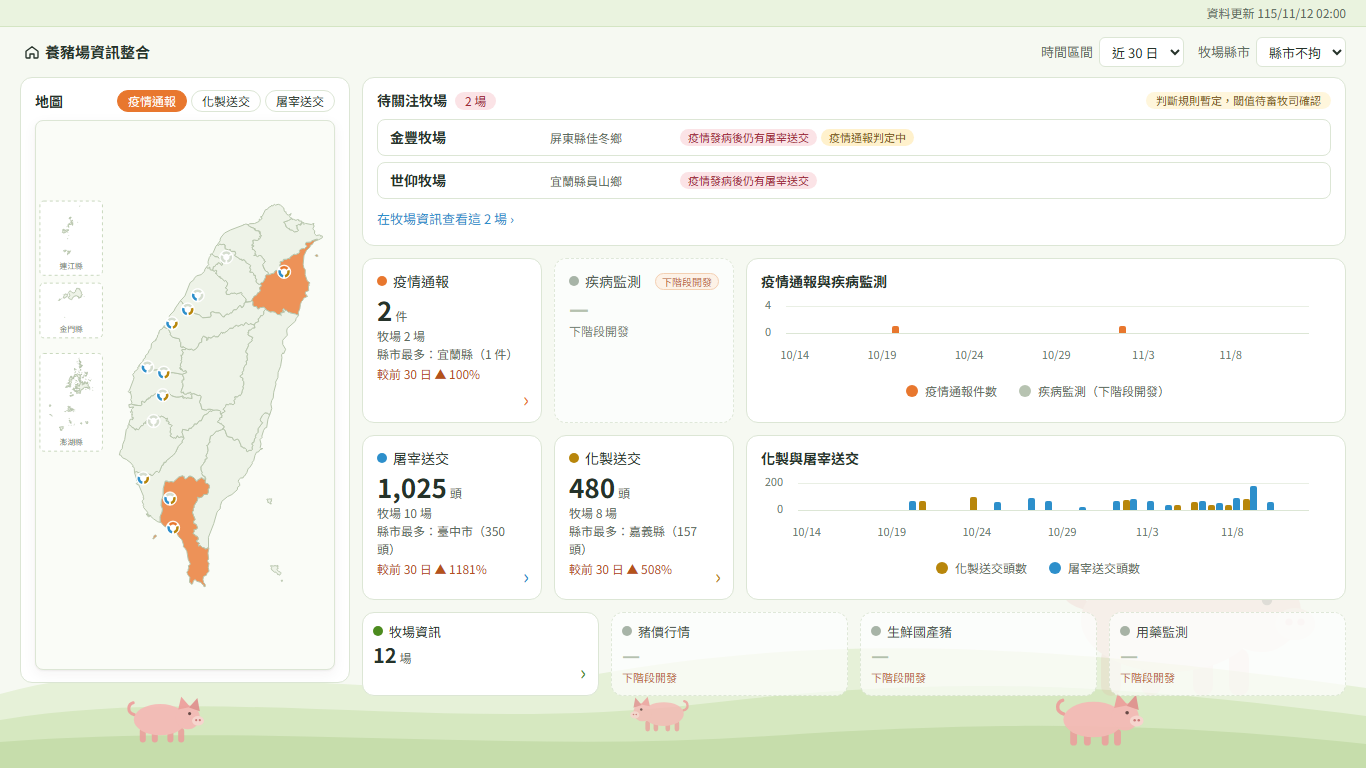 資料更新 115/11/12 02:00
養豬場資訊整合
時間區間 近 30 日 牧場縣市 縣市不拘
地圖
疫情通報 化製送交 屠宰送交
連江縣
金門縣
澎湖縣
待關注牧場 2 場
判斷規則暫定，閾值待畜牧司確認
金豐牧場 屏東縣佳冬鄉 疫情發病後仍有屠宰送交 疫情通報判定中
世仰牧場 宜蘭縣員山鄉 疫情發病後仍有屠宰送交
在牧場資訊查看這 2 場 ›
疫情通報
2 件
牧場 2 場
縣市最多：宜蘭縣（1 件）
較前 30 日 ▲ 100%
›
疾病監測 下階段開發
—
下階段開發
疫情通報與疾病監測
4
0
10/14 10/19 10/24 10/29 11/3 11/8
疫情通報件數 疾病監測（下階段開發）
屠宰送交
1,025 頭
牧場 10 場
縣市最多：臺中市（350
頭）
較前 30 日 ▲ 1181%
›
化製送交
480 頭
牧場 8 場
縣市最多：嘉義縣（157
頭）
較前 30 日 ▲ 508%
›
化製與屠宰送交
200
0
10/14 10/19 10/24 10/29 11/3 11/8
化製送交頭數 屠宰送交頭數
牧場資訊
12 場
›
豬價行情
—
下階段開發
生鮮國產豬
—
下階段開發
用藥監測
—
下階段開發